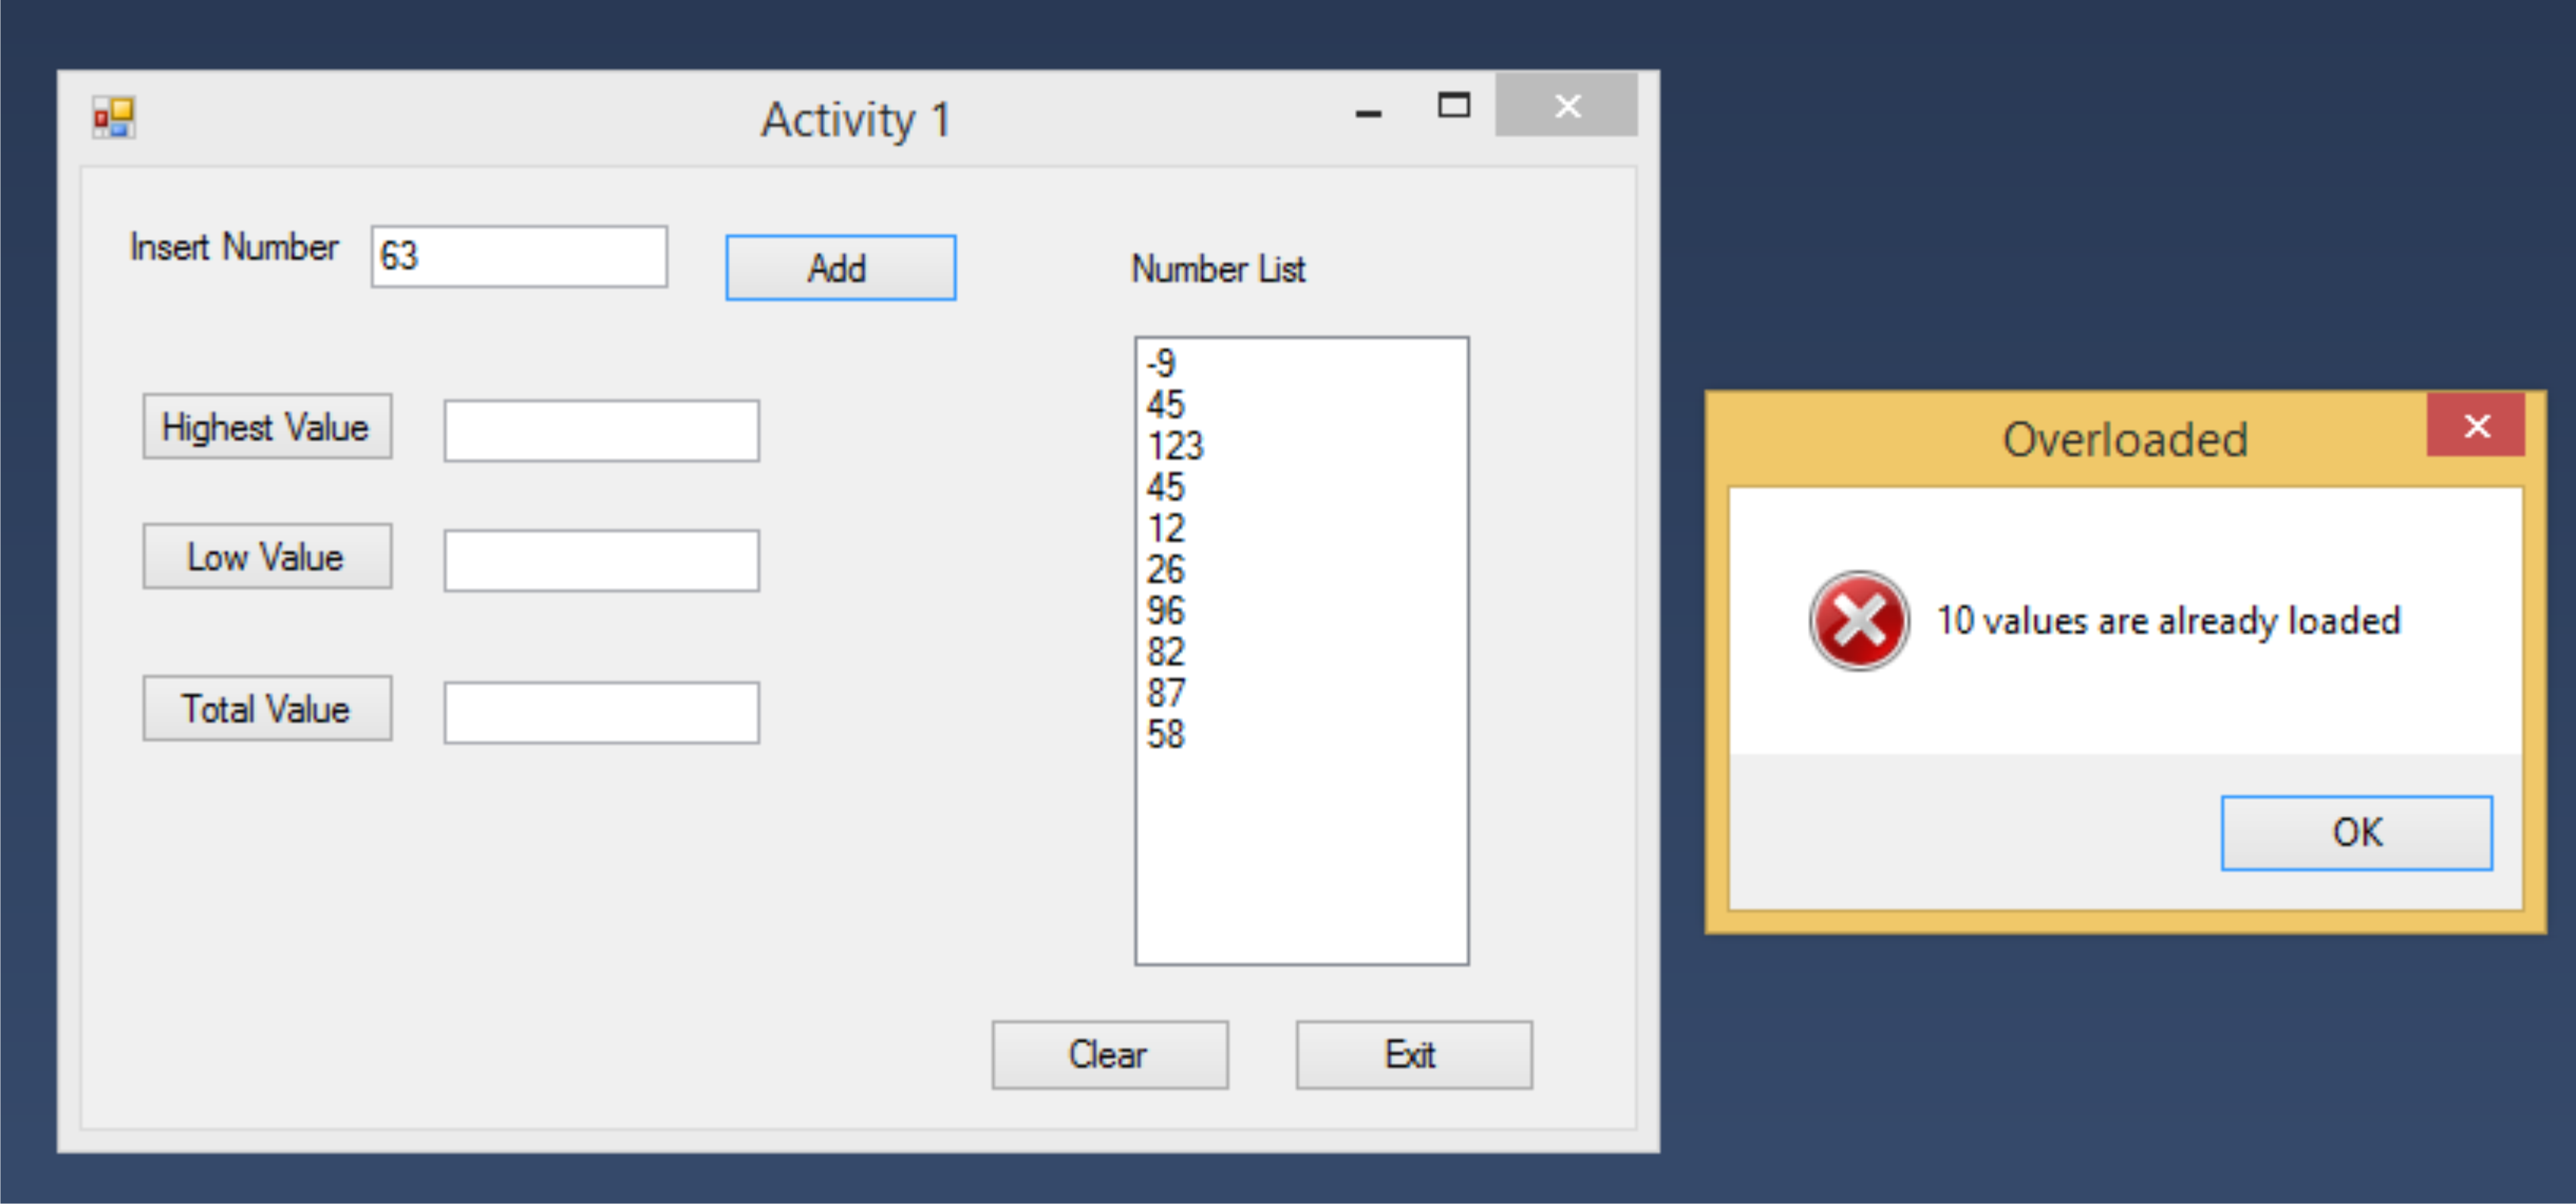 Activity 1
Insert Number
63
Add
Number List
-9
45
123
45
12
26
96
82
87
58
Highest Value
Low Value
Total Value
Clear
Exit
Overloaded
10 values are already loaded
OK